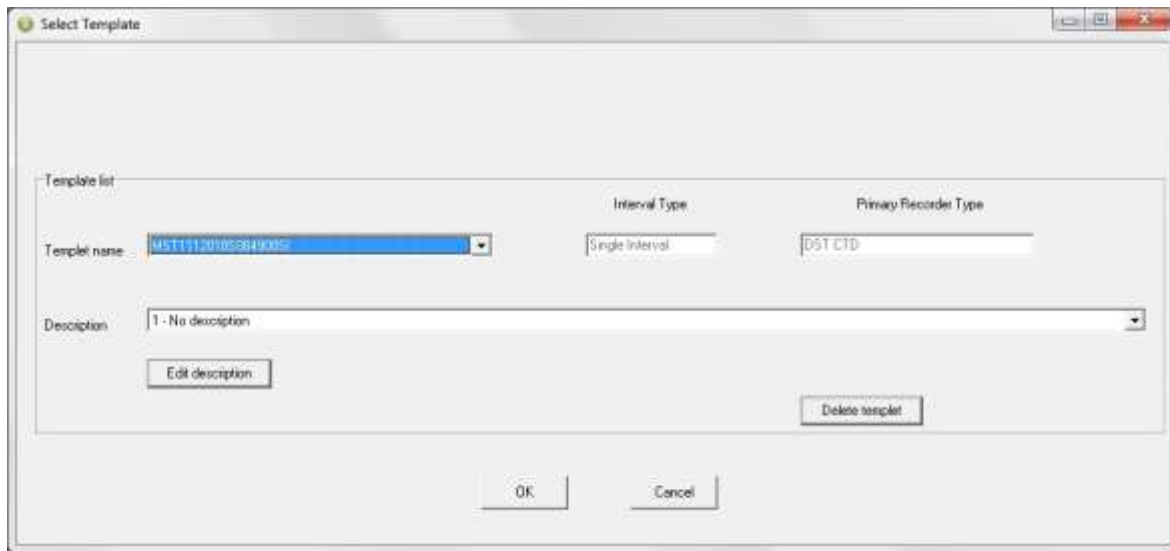 Select Template
Template list
Interval Type
Primary Recorder Type
Templet name
Single Interval
DST CTD
Description
1 - No description
Edit description
Delete templet
OK
Cancel